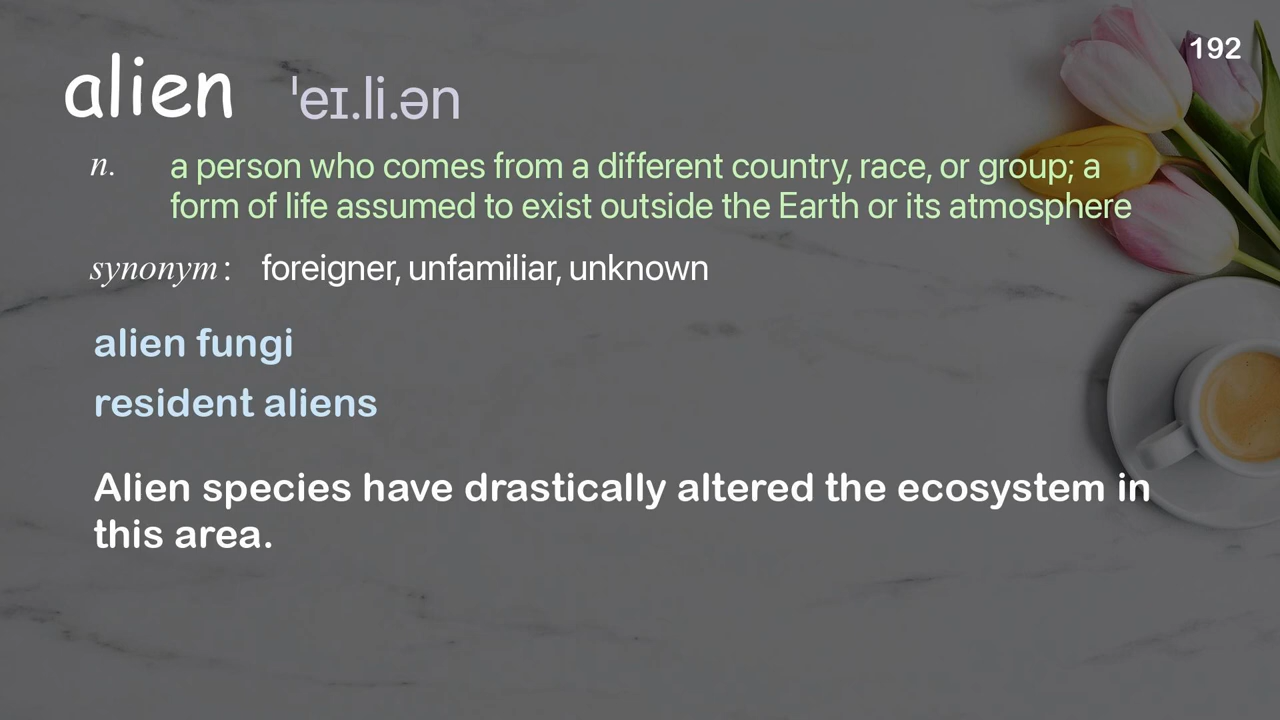 192
alien ˈeɪ.li.ən
n. a person who comes from a different country, race, or group; a
form of life assumed to exist outside the Earth or its atmosphere
synonym: foreigner, unfamiliar, unknown
alien fungi
resident aliens
Alien species have drastically altered the ecosystem in
this area.